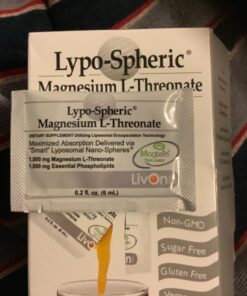 Lypo-Spheric®
Magnesium L-Threonate
Lypo-Spheric®
Magnesium L-Threonate
DIETARY SUPPLEMENT Utilizing Liposomal Encapsulation Technology
Maximized Absorption Delivered via
"Smart" Lyposomal Nano-Spheres®
1,000 mg Magnesium L-Threonate
1,000 mg Essential Phospholipids
Magtein
0.2 fl. oz. (6 mL)
LivOn
Non-GMO
Sugar Free
Gluten Free